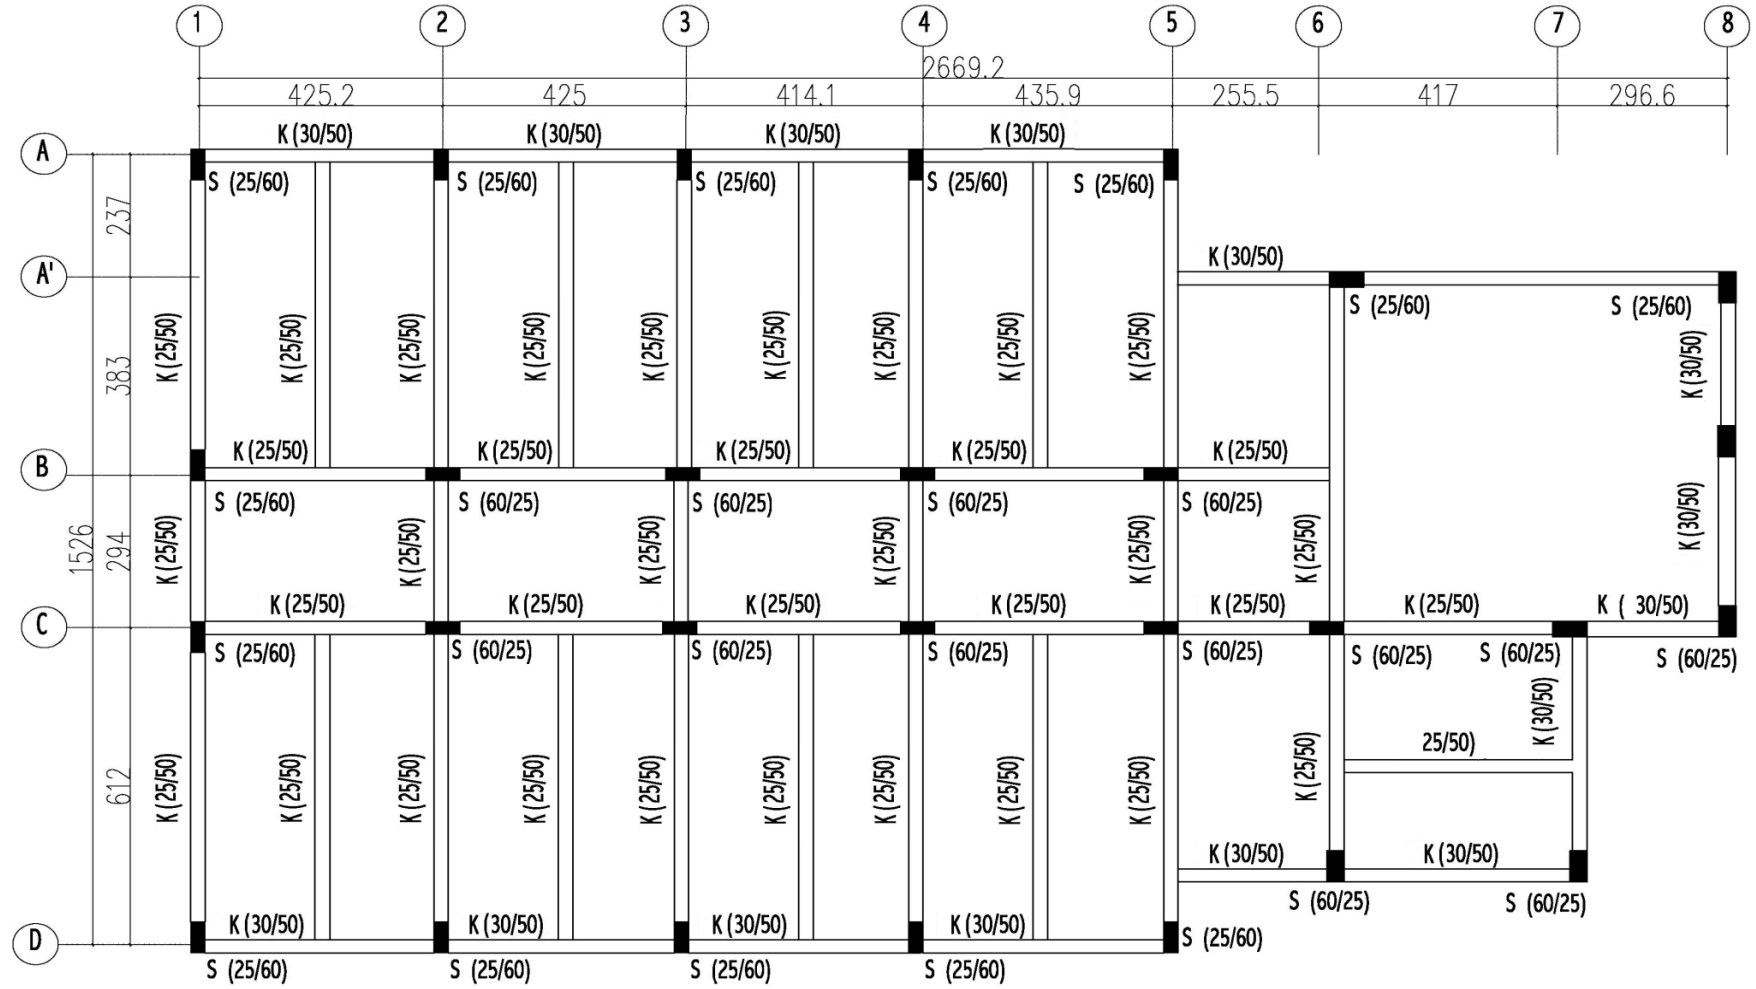 1 2 3 4 5 6 7 8
2669.2
425.2 425 414.1 435.9 255.5 417 296.6
K (30/50) K (30/50) K (30/50) K (30/50)
A
S (25/60) S (25/60) S (25/60) S (25/60) S (25/60)
237
K (30/50)
A'
S (25/60) S (25/60)
383
K (25/50) K (25/50) K (25/50) K (25/50) K (25/50) K (25/50) K (25/50) K (25/50) K (25/50) K (30/50)
K (25/50) K (25/50) K (25/50) K (25/50) K (25/50)
B
S (25/60) S (60/25) S (60/25) S (60/25) S (60/25)
1526
294
K (25/50) K (25/50) K (25/50) K (25/50) K (25/50) K (25/50) K (30/50)
K (25/50) K (25/50) K (25/50) K (25/50) K (25/50) K (25/50) K ( 30/50)
C
S (25/60) S (60/25) S (60/25) S (60/25) S (60/25) S (60/25) S (60/25) S (60/25)
K (30/50)
25/50)
612
K (25/50) K (25/50) K (25/50) K (25/50) K (25/50) K (25/50) K (25/50) K (25/50) K (25/50) K (25/50)
K (30/50) K (30/50)
S (60/25) S (60/25)
K (30/50) K (30/50) K (30/50) K (30/50)
D
S (25/60)
S (25/60) S (25/60) S (25/60) S (25/60)